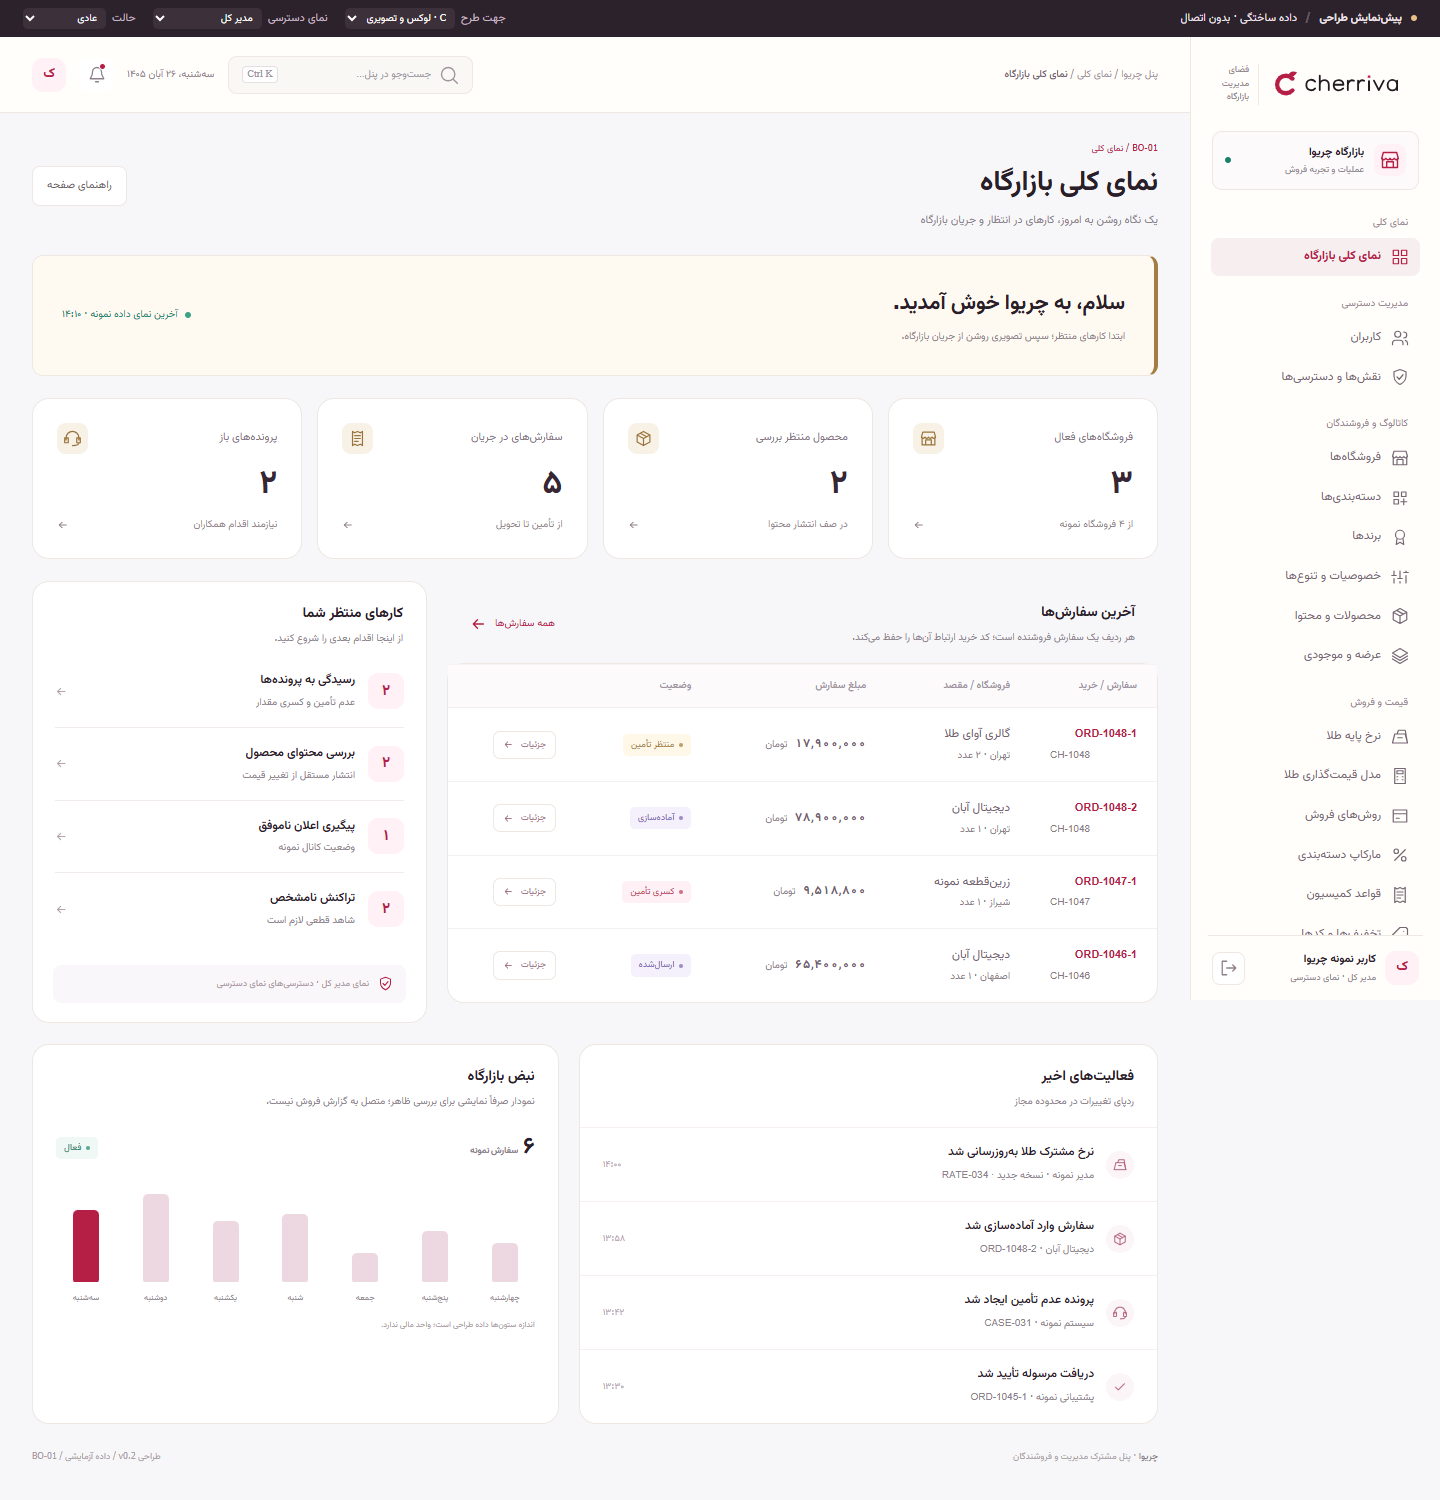 پیش‌نمایش طراحی / داده ساختگی · بدون اتصال
جهت طرح C · لوکس و تصویری نمای دسترسی مدیر کل حالت عادی
cherriva
فضای
مدیریت
بازارگاه
بازارگاه چریوا
عملیات و تجربه فروش
نمای کلی
نمای کلی بازارگاه
مدیریت دسترسی
کاربران
نقش‌ها و دسترسی‌ها
کاتالوگ و فروشندگان
فروشگاه‌ها
دسته‌بندی‌ها
برندها
خصوصیات و تنوع‌ها
محصولات و محتوا
عرضه و موجودی
قیمت و فروش
نرخ پایه طلا
مدل قیمت‌گذاری طلا
روش‌های فروش
مارکاپ دسته‌بندی
قواعد کمیسیون
تخفیف‌ها و کدها
ک
کاربر نمونه چریوا
مدیر کل · نمای دسترسی
پنل چریوا / نمای کلی / نمای کلی بازارگاه
جست‌وجو در پنل... Ctrl K
سه‌شنبه، ۲۶ آبان ۱۴۰۵
ک
BO-01 / نمای کلی
نمای کلی بازارگاه
یک نگاه روشن به امروز، کارهای در انتظار و جریان بازارگاه
راهنمای صفحه
سلام، به چریوا خوش آمدید.
ابتدا کارهای منتظر؛ سپس تصویری روشن از جریان بازارگاه.
آخرین نمای داده نمونه · ۱۴:۱۰
فروشگاه‌های فعال
۳
از ۴ فروشگاه نمونه
محصول منتظر بررسی
۲
در صف انتشار محتوا
سفارش‌های در جریان
۵
از تأمین تا تحویل
پرونده‌های باز
۲
نیازمند اقدام همکاران
آخرین سفارش‌ها
هر ردیف یک سفارش فروشنده است؛ کد خرید ارتباط آن‌ها را حفظ می‌کند.
همه سفارش‌ها
سفارش / خرید فروشگاه / مقصد مبلغ سفارش وضعیت
ORD-1048-1 گالری آوای طلا ۱۷,۹۰۰,۰۰۰ تومان منتظر تأمین جزئیات
CH-1048 تهران · ۲ عدد
ORD-1048-2 دیجیتال آبان ۷۸,۹۰۰,۰۰۰ تومان آماده‌سازی جزئیات
CH-1048 تهران · ۱ عدد
ORD-1047-1 زرین‌قطعه نمونه ۹,۵۱۸,۸۰۰ تومان کسری تأمین جزئیات
CH-1047 شیراز · ۱ عدد
ORD-1046-1 دیجیتال آبان ۶۵,۴۰۰,۰۰۰ تومان ارسال‌شده جزئیات
CH-1046 اصفهان · ۱ عدد
کارهای منتظر شما
از اینجا اقدام بعدی را شروع کنید.
۲ رسیدگی به پرونده‌ها
عدم تأمین و کسری مقدار
۲ بررسی محتوای محصول
انتشار مستقل از تغییر قیمت
۱ پیگیری اعلان ناموفق
وضعیت کانال نمونه
۲ تراکنش نامشخص
شاهد قطعی لازم است
نمای مدیر کل · دسترسی‌های نمای دسترسی
فعالیت‌های اخیر
ردپای تغییرات در محدوده مجاز
نرخ مشترک طلا به‌روزرسانی شد
مدیر نمونه · نسخه جدید · RATE-034
۱۴:۰۰
سفارش وارد آماده‌سازی شد
دیجیتال آبان · ORD-1048-2
۱۳:۵۸
پرونده عدم تأمین ایجاد شد
سیستم نمونه · CASE-031
۱۳:۴۲
دریافت مرسوله تأیید شد
پشتیبانی نمونه · ORD-1045-1
۱۳:۳۰
نبض بازارگاه
نمودار صرفاً نمایشی برای بررسی ظاهر؛ متصل به گزارش فروش نیست.
۶ سفارش نمونه
فعال
چهارشنبه پنج‌شنبه جمعه شنبه یکشنبه دوشنبه سه‌شنبه
اندازه ستون‌ها داده طراحی است؛ واحد مالی ندارد.
چریوا · پنل مشترک مدیریت و فروشندگان
طراحی v0.2 / داده آزمایشی / BO-01